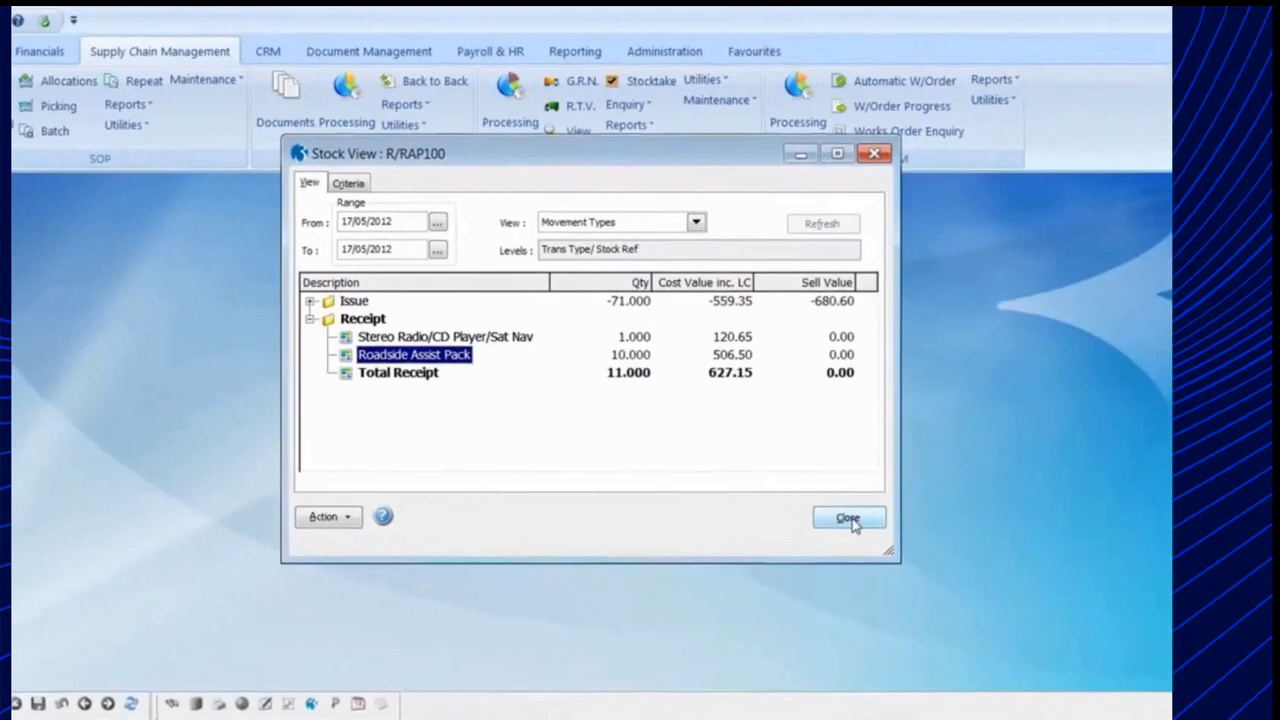 Financials Supply Chain Management CRM Document Management Payroll & HR Reporting Administration Favourites
Allocations Repeat Maintenance Back to Back G.R.N. Stocktake Utilities Automatic W/Order Reports
Picking Reports Reports R.T.V. Enquiry Maintenance W/Order Progress Utilities
Batch Utilities Documents Processing Utilities Processing View Reports Processing Works Order Enquiry
SOP
Stock View : R/RAP100
View Criteria
Range
From : 17/05/2012 ... View : Movement Types Refresh
To : 17/05/2012 ... Levels : Trans Type/ Stock Ref
Description Qty Cost Value inc. LC Sell Value
Issue -71.000 -559.35 -680.60
Receipt
Stereo Radio/CD Player/Sat Nav 1.000 120.65 0.00
Roadside Assist Pack 10.000 506.50 0.00
Total Receipt 11.000 627.15 0.00
Action Close